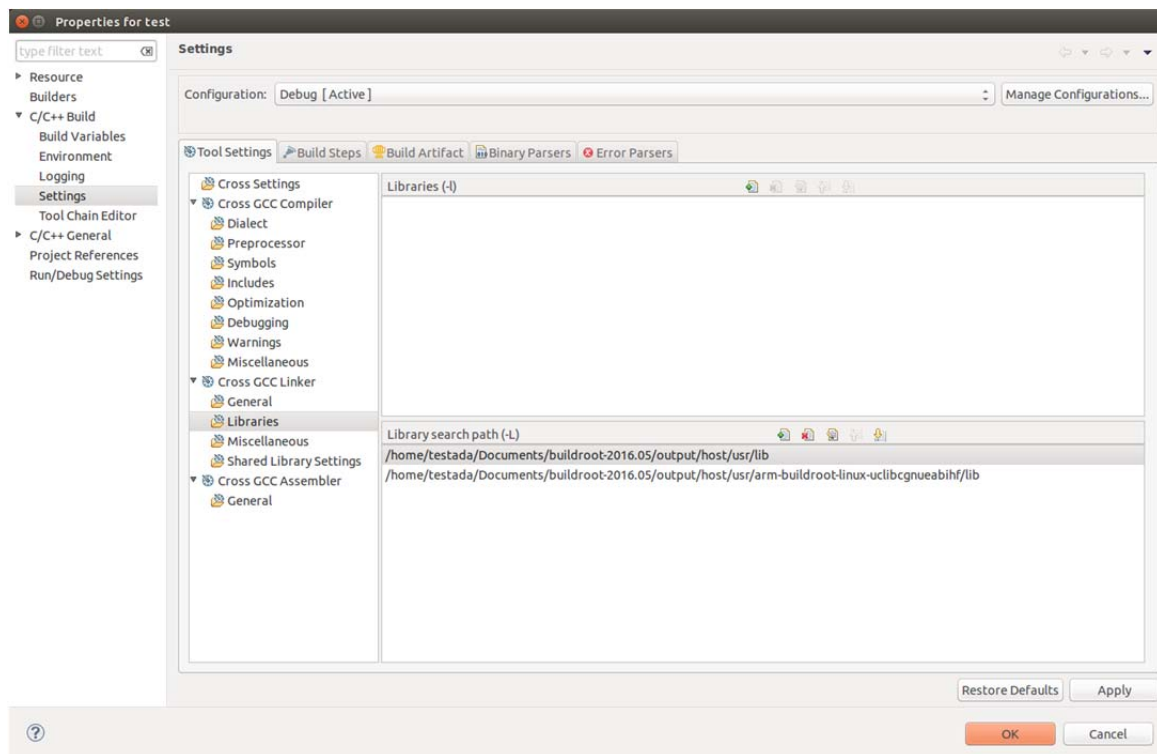 Properties for test
type filter text
Resource
Builders
C/C++ Build
Build Variables
Environment
Logging
Settings
Tool Chain Editor
C/C++ General
Project References
Run/Debug Settings
Settings
Configuration: Debug [ Active ] Manage Configurations...
Tool Settings Build Steps Build Artifact Binary Parsers Error Parsers
Cross Settings
Cross GCC Compiler
Dialect
Preprocessor
Symbols
Includes
Optimization
Debugging
Warnings
Miscellaneous
Cross GCC Linker
General
Libraries
Miscellaneous
Shared Library Settings
Cross GCC Assembler
General
Libraries (-l)
Library search path (-L)
/home/testada/Documents/buildroot-2016.05/output/host/usr/lib
/home/testada/Documents/buildroot-2016.05/output/host/usr/arm-buildroot-linux-uclibcgnueabihf/lib
Restore Defaults Apply
? OK Cancel